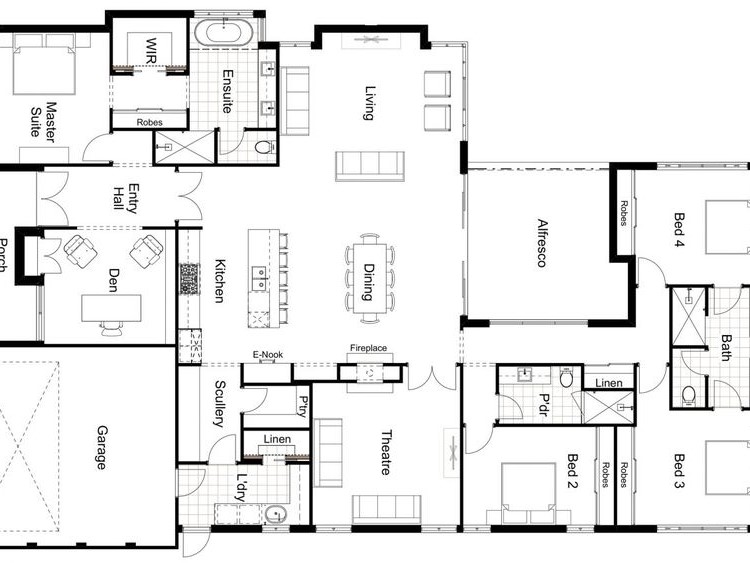 WIR
Ensuite
Master
Suite
Robes
Living
Entry
Hall
Porch
Den
Kitchen
Dining
Alfresco
Robes
Bed 4
Bath
Fireplace
E-Nook
Scullery
P'try
Linen
L'dry
Garage
Theatre
P'dr
Linen
Bed 2
Robes
Robes
Bed 3